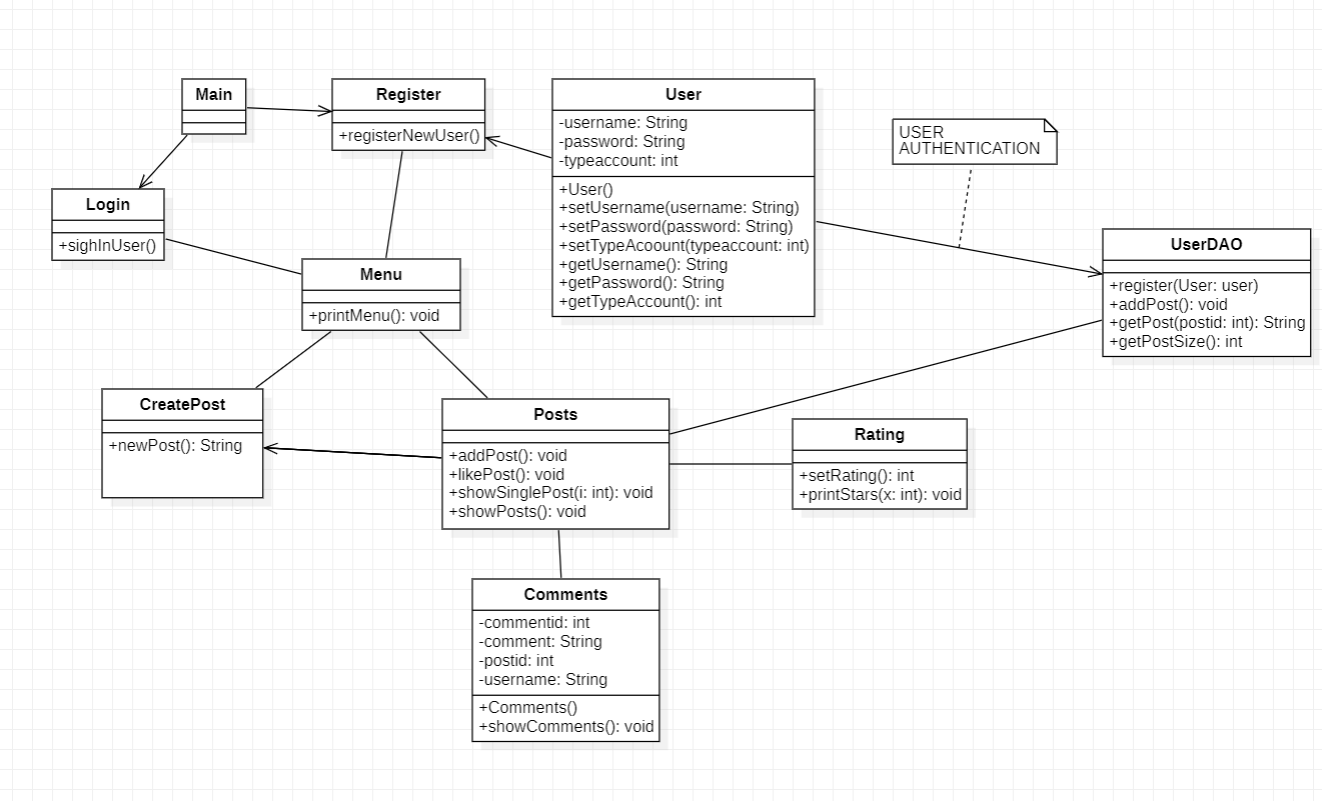 Main
Register
+registerNewUser()
User
-username: String
-password: String
-typeaccount: int
+User()
+setUsername(username: String)
+setPassword(password: String)
+setTypeAcoount(typeaccount: int)
+getUsername(): String
+getPassword(): String
+getTypeAccount(): int
USER
AUTHENTICATION
Login
+sighInUser()
UserDAO
+register(User: user)
+addPost(): void
+getPost(postid: int): String
+getPostSize(): int
Menu
+printMenu(): void
CreatePost
+newPost(): String
Posts
+addPost(): void
+likePost(): void
+showSinglePost(i: int): void
+showPosts(): void
Rating
+setRating(): int
+printStars(x: int): void
Comments
-commentid: int
-comment: String
-postid: int
-username: String
+Comments()
+showComments(): void